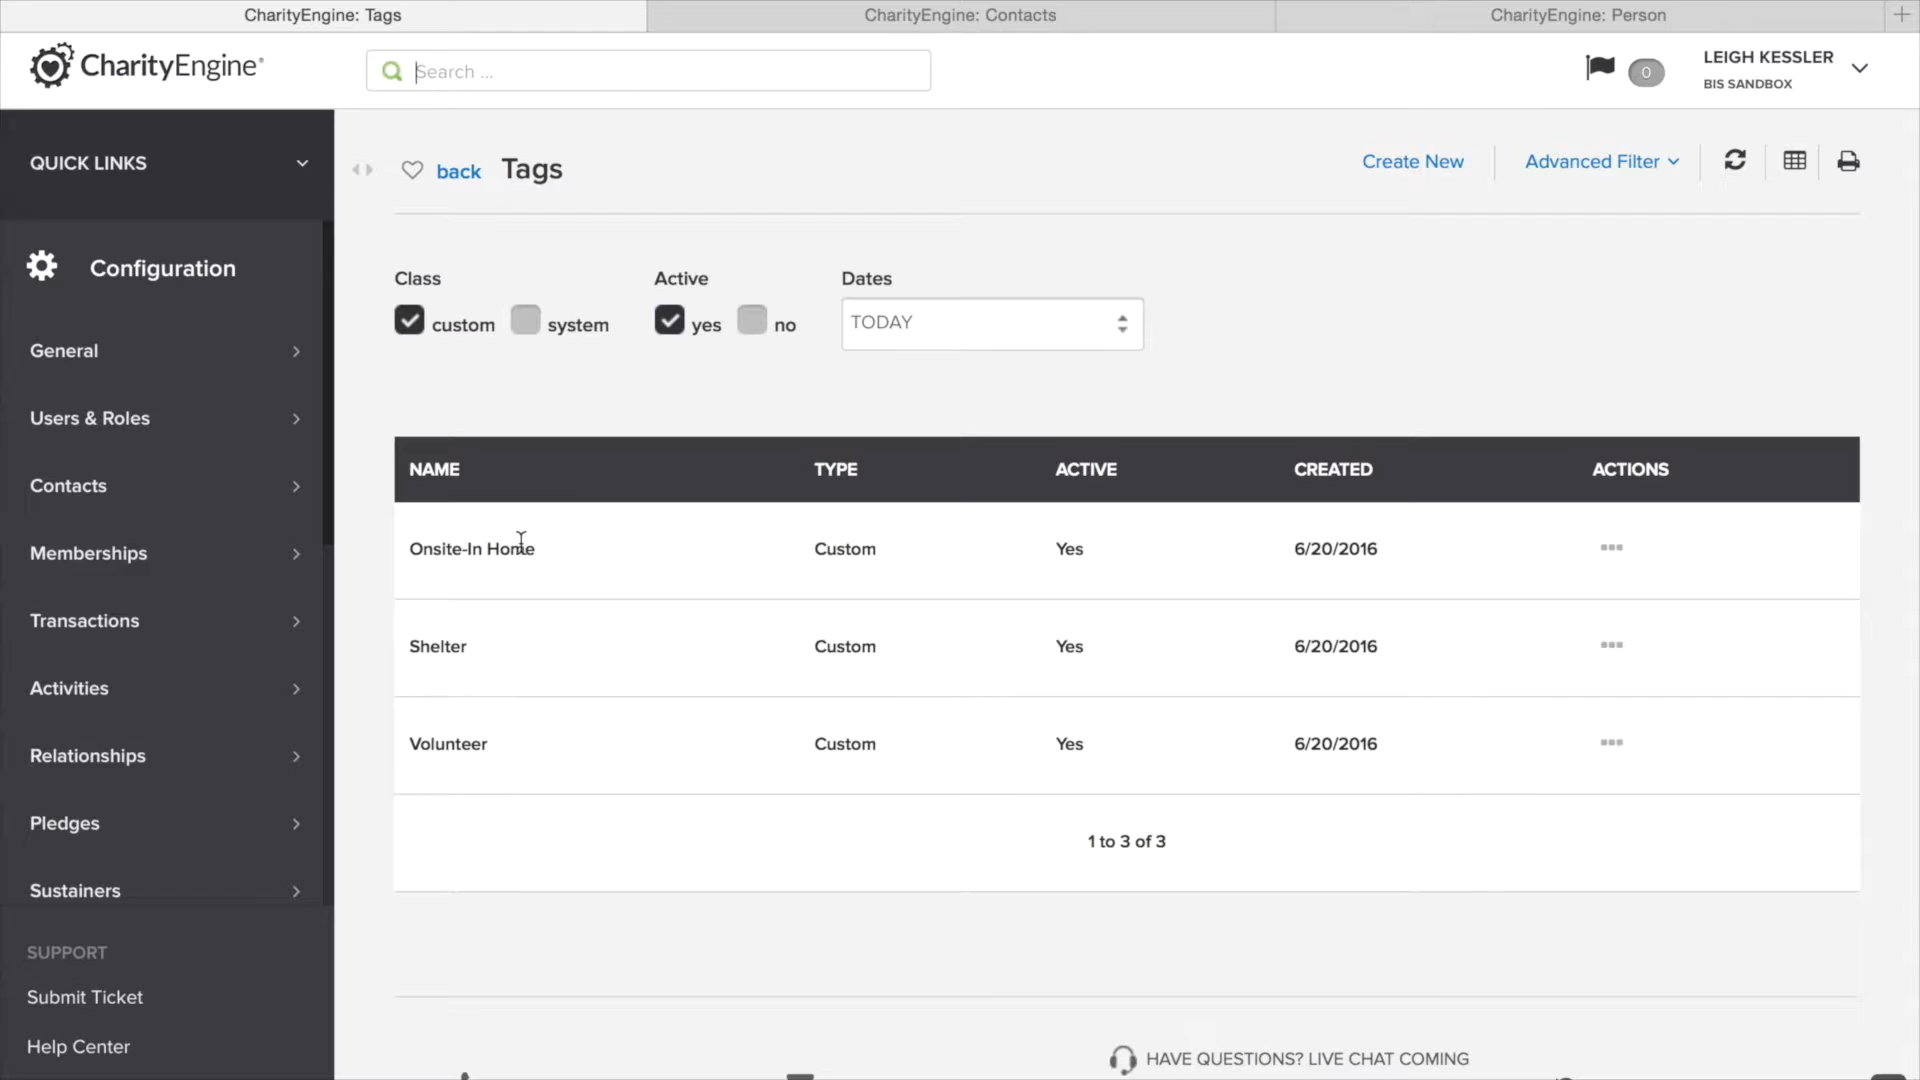 CharityEngine: Tags
CharityEngine: Contacts
CharityEngine: Person
CharityEngine®
Search ...
0
LEIGH KESSLER
BIS SANDBOX
QUICK LINKS
back
Tags
Create New
Advanced Filter
Configuration
General
Users & Roles
Contacts
Memberships
Transactions
Activities
Relationships
Pledges
Sustainers
SUPPORT
Submit Ticket
Help Center
Class
custom
system
Active
yes
no
Dates
TODAY
NAME TYPE ACTIVE CREATED ACTIONS
Onsite-In Home Custom Yes 6/20/2016
Shelter Custom Yes 6/20/2016
Volunteer Custom Yes 6/20/2016
1 to 3 of 3
HAVE QUESTIONS? LIVE CHAT COMING